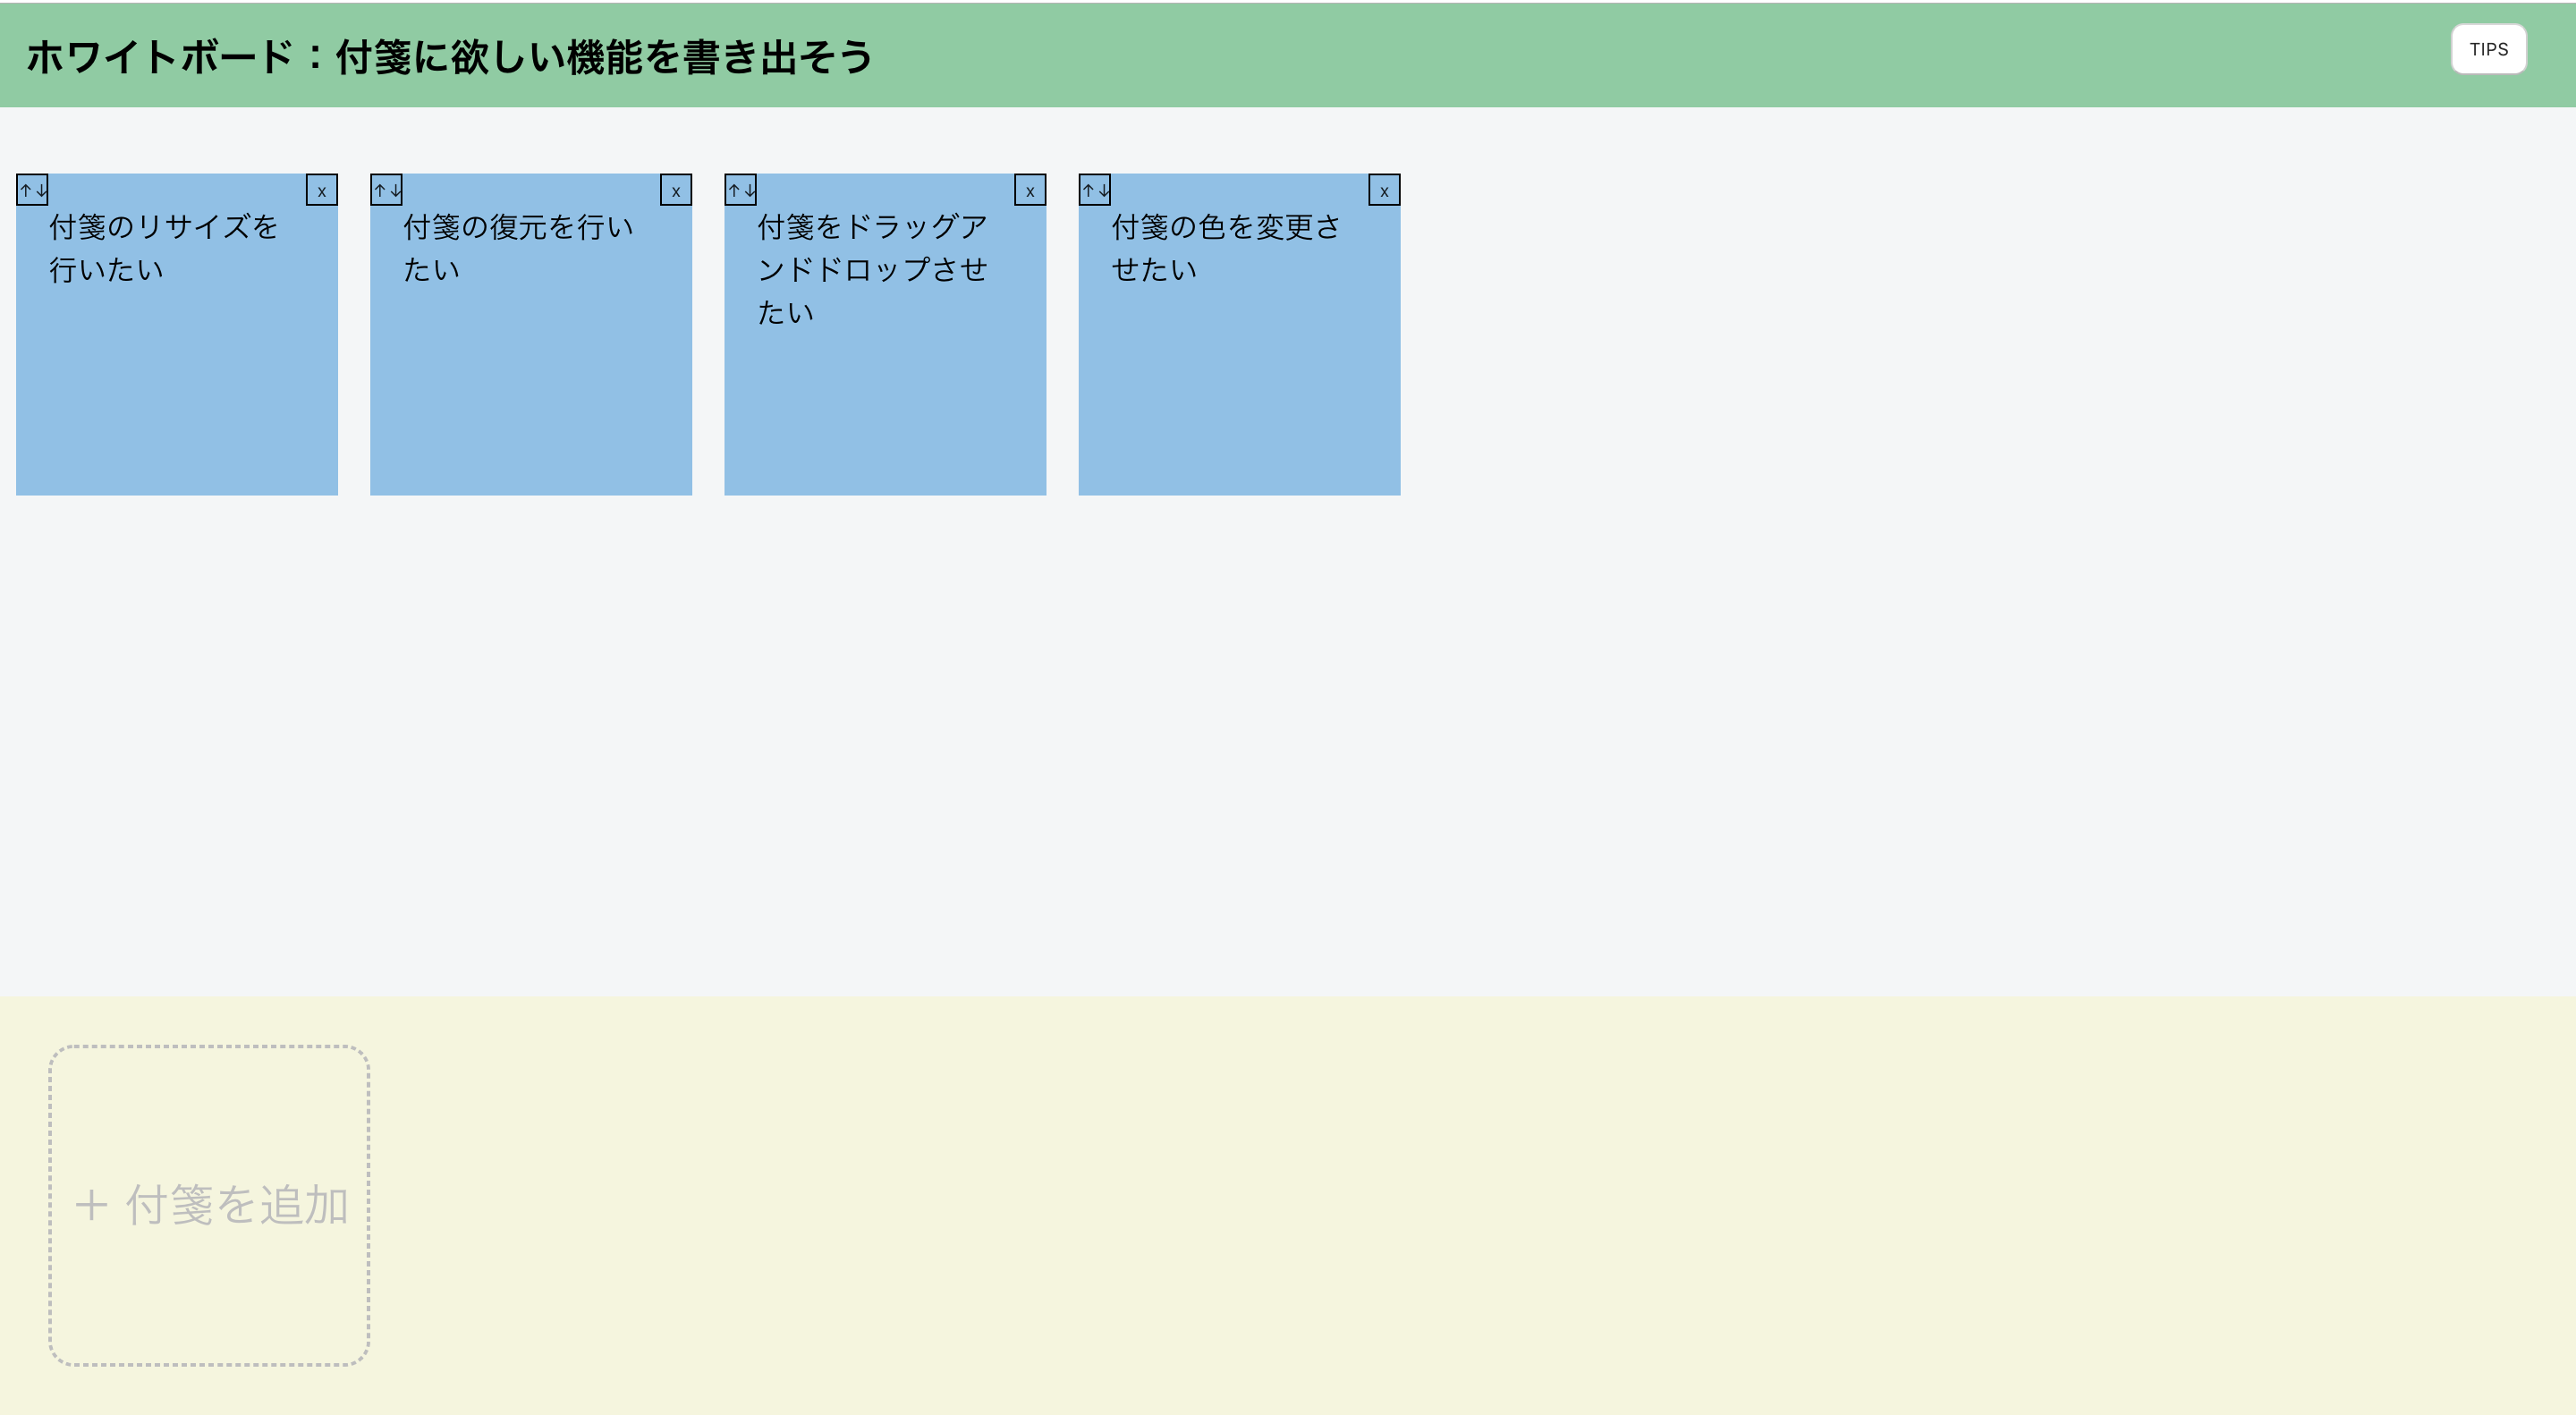 ホワイトボード：付箋に欲しい機能を書き出そう
TIPS
↑↓
x
付箋のリサイズを
行いたい
↑↓
x
付箋の復元を行い
たい
↑↓
x
付箋をドラッグア
ンドドロップさせ
たい
↑↓
x
付箋の色を変更さ
せたい
＋ 付箋を追加